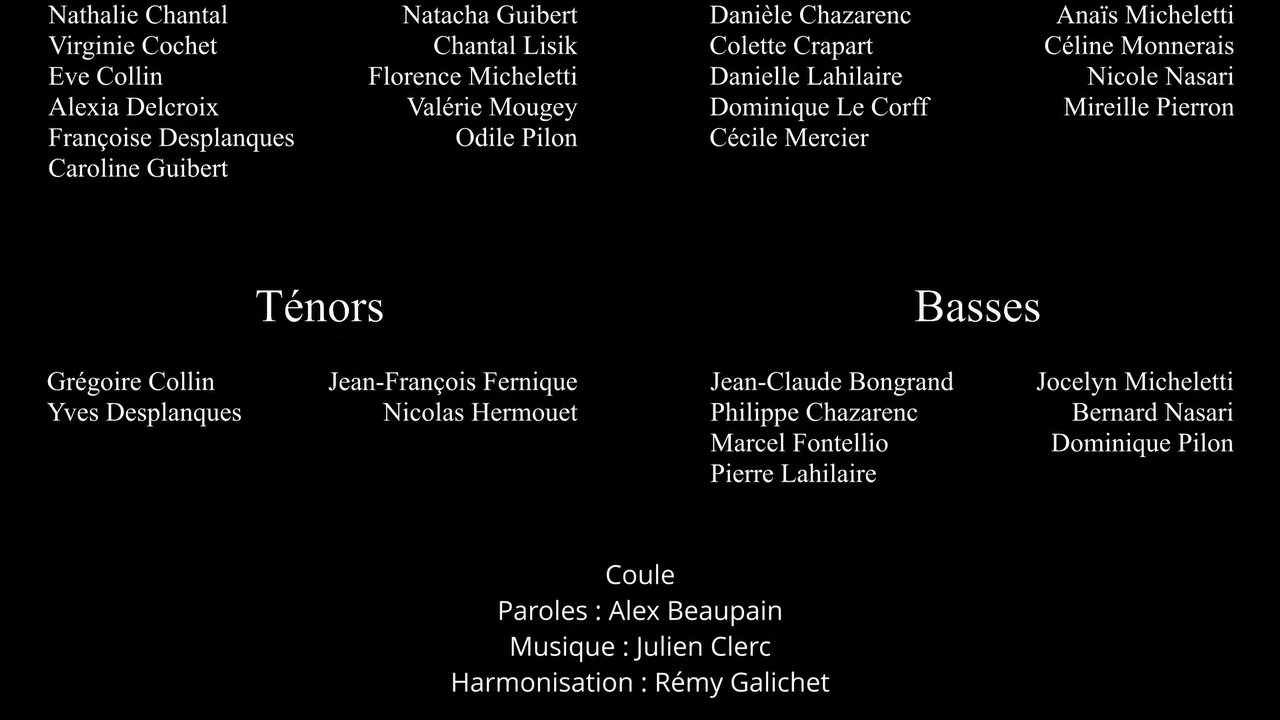 Nathalie Chantal
Virginie Cochet
Eve Collin
Alexia Delcroix
Françoise Desplanques
Caroline Guibert
Natacha Guibert
Chantal Lisik
Florence Micheletti
Valérie Mougey
Odile Pilon
Danièle Chazarenc
Colette Crapart
Danielle Lahilaire
Dominique Le Corff
Cécile Mercier
Anaïs Micheletti
Céline Monnerais
Nicole Nasari
Mireille Pierron
Ténors
Grégoire Collin
Yves Desplanques
Jean-François Fernique
Nicolas Hermouet
Basses
Jean-Claude Bongrand
Philippe Chazarenc
Marcel Fontellio
Pierre Lahilaire
Jocelyn Micheletti
Bernard Nasari
Dominique Pilon
Coule
Paroles : Alex Beaupain
Musique : Julien Clerc
Harmonisation : Rémy Galichet